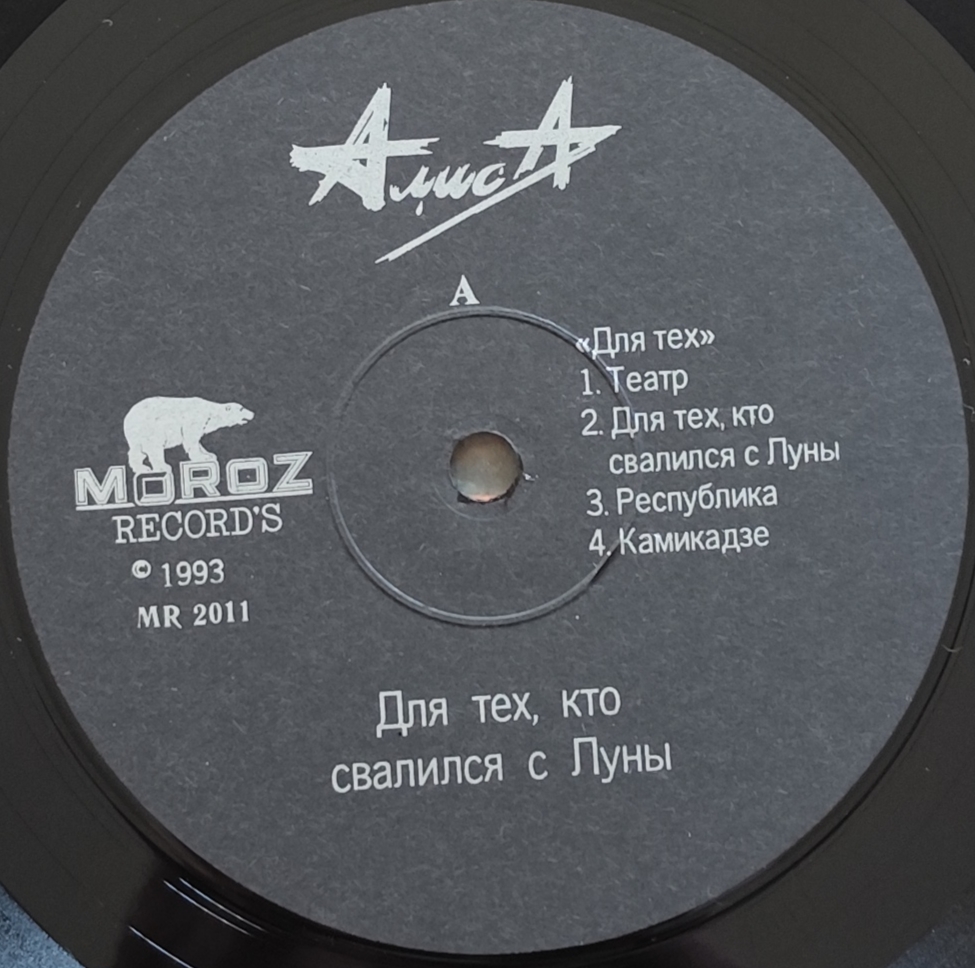 АлисА
A
«Для тех»
1. Театр
2. Для тех, кто
свалился с Луны
3. Республика
4. Камикадзе
MOROZ
RECORD'S
© 1993
MR 2011
Для тех, кто
свалился с Луны